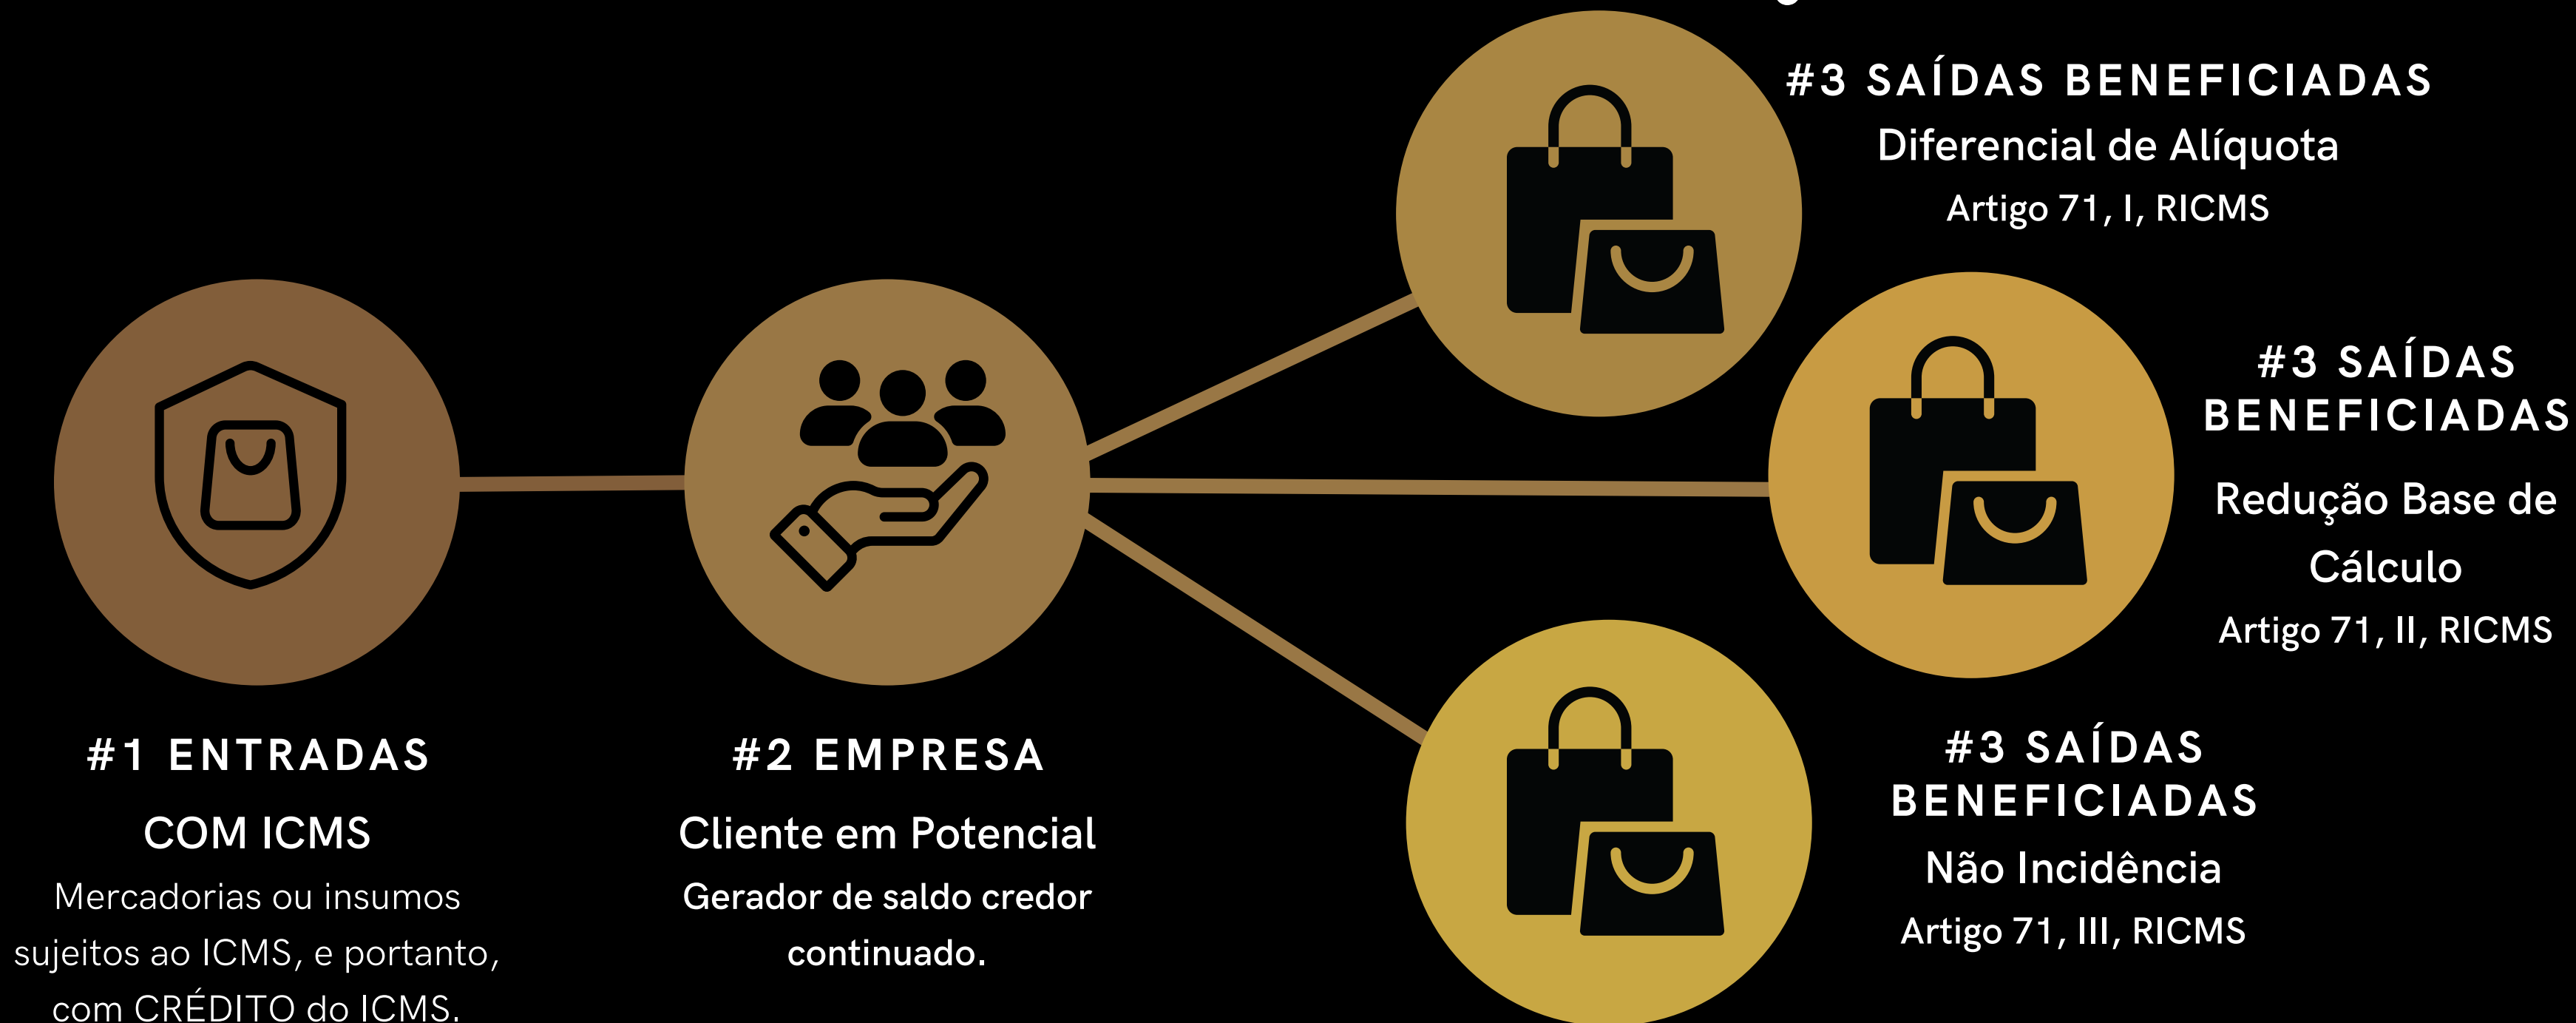 #3 SAÍDAS BENEFICIADAS
Diferencial de Alíquota
Artigo 71, I, RICMS
#3 SAÍDAS
BENEFICIADAS
Redução Base de
Cálculo
Artigo 71, II, RICMS
#1 ENTRADAS
COM ICMS
Mercadorias ou insumos
sujeitos ao ICMS, e portanto,
com CRÉDITO do ICMS.
#2 EMPRESA
Cliente em Potencial
Gerador de saldo credor
continuado.
#3 SAÍDAS
BENEFICIADAS
Não Incidência
Artigo 71, III, RICMS